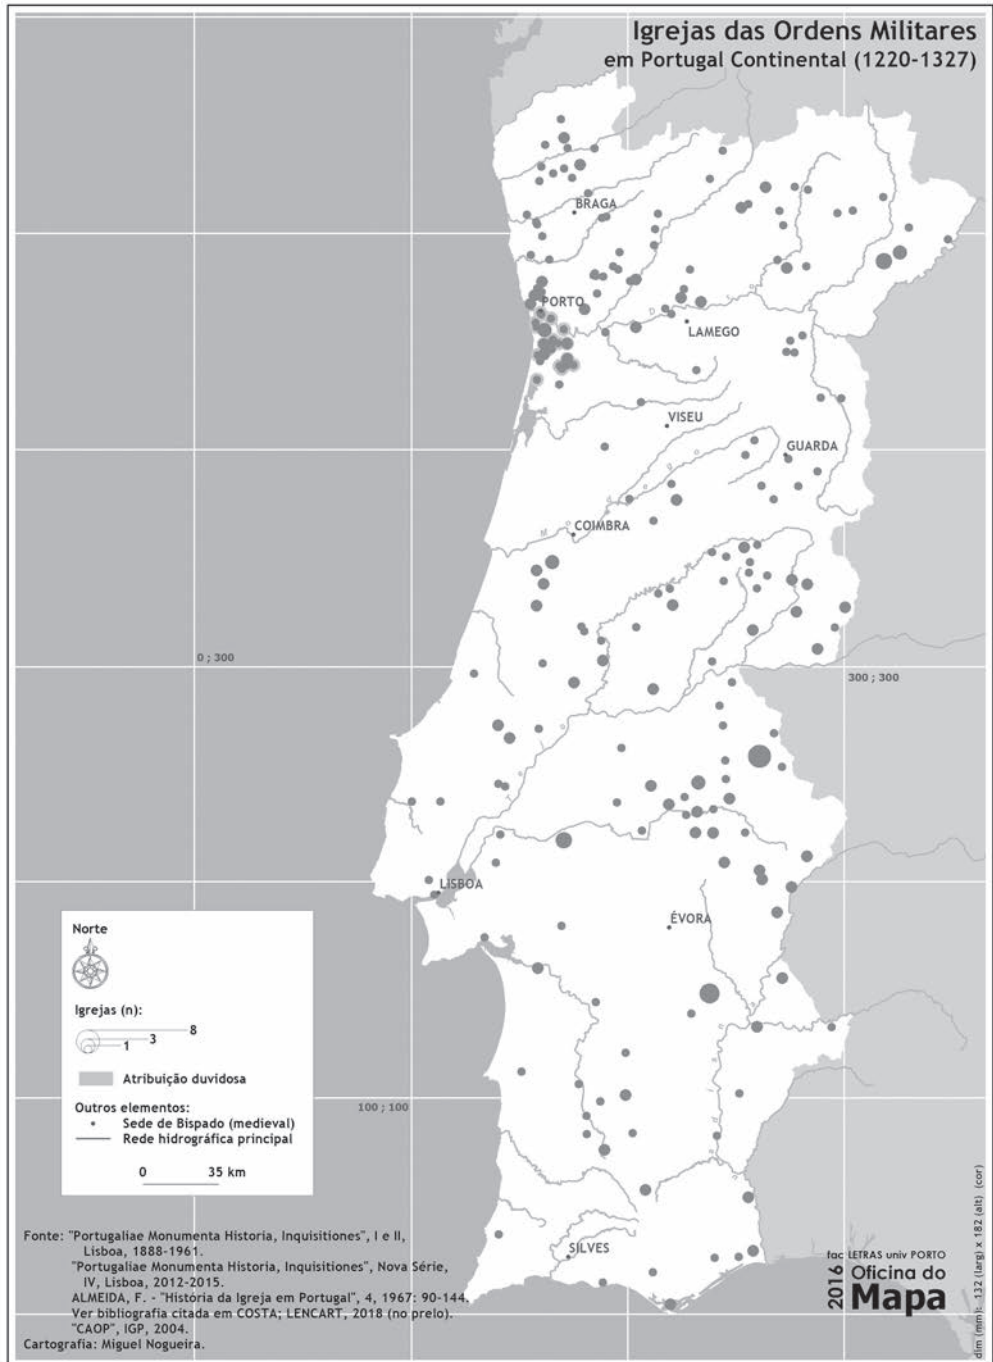 Igrejas das Ordens Militares
em Portugal Continental (1220-1327)
BRAGA
PORTO
LAMEGO
VISEU
GUARDA
COIMBRA
0 ; 300
300 ; 300
LISBOA
ÉVORA
100 ; 100
SILVES
Norte
Igrejas (n):
8
3
1
Atribuição duvidosa
Outros elementos:
Sede de Bispado (medieval)
Rede hidrográfica principal
0 35 km
Fonte: "Portugaliae Monumenta Historia, Inquisitiones", I e II,
Lisboa, 1888-1961.
"Portugaliae Monumenta Historia, Inquisitiones", Nova Série,
IV, Lisboa, 2012-2015.
ALMEIDA, F. - "História da Igreja em Portugal", 4, 1967: 90-144.
Ver bibliografia citada em COSTA; LENCART, 2018 (no prelo).
"CAOP", IGP, 2004.
Cartografia: Miguel Nogueira.
fac LETRAS univ PORTO
2016 Oficina do
Mapa
dim (mm): 132 (larg) x 182 (alt) (cor)